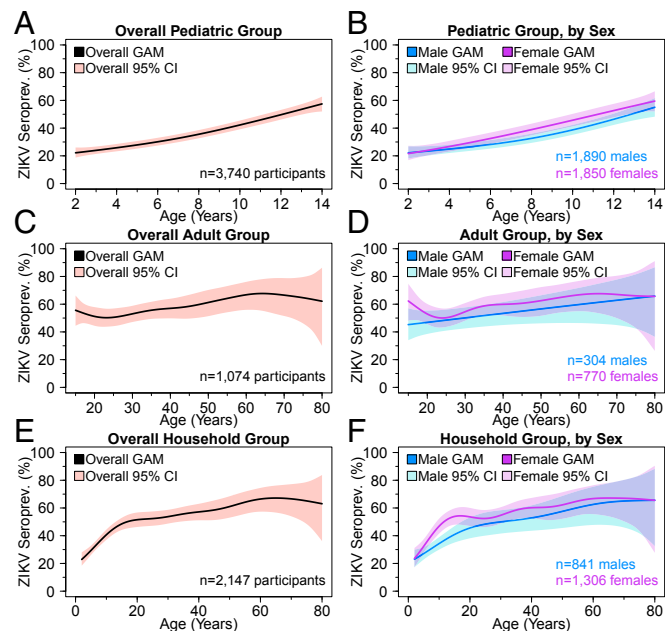 A
Overall Pediatric Group
ZIKV Seroprev. (%)
100
80
60
40
20
0
Overall GAM
Overall 95% CI
n=3,740 participants
2 4 6 8 10 12 14
Age (Years)
B
Pediatric Group, by Sex
ZIKV Seroprev. (%)
100
80
60
40
20
0
Male GAM Female GAM
Male 95% CI Female 95% CI
n=1,890 males
n=1,850 females
2 4 6 8 10 12 14
Age (Years)
C
Overall Adult Group
ZIKV Seroprev. (%)
100
80
60
40
20
0
Overall GAM
Overall 95% CI
n=1,074 participants
20 30 40 50 60 70 80
Age (Years)
D
Adult Group, by Sex
ZIKV Seroprev. (%)
100
80
60
40
20
0
Male GAM Female GAM
Male 95% CI Female 95% CI
n=304 males
n=770 females
20 30 40 50 60 70 80
Age (Years)
E
Overall Household Group
ZIKV Seroprev. (%)
100
80
60
40
20
0
Overall GAM
Overall 95% CI
n=2,147 participants
0 20 40 60 80
Age (Years)
F
Household Group, by Sex
ZIKV Seroprev. (%)
100
80
60
40
20
0
Male GAM Female GAM
Male 95% CI Female 95% CI
n=841 males
n=1,306 females
0 20 40 60 80
Age (Years)